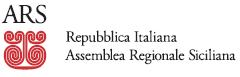 ARS
Repubblica Italiana
Assemblea Regionale Siciliana